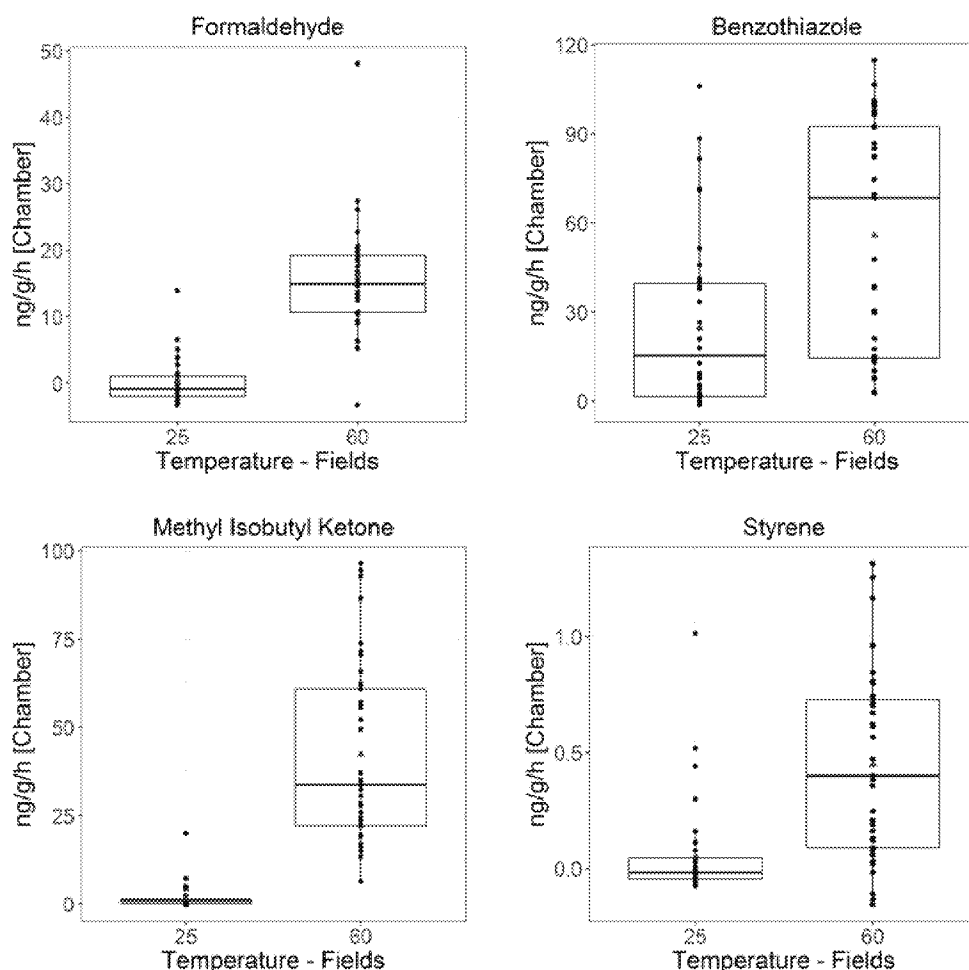 Formaldehyde
50
40
30
20
10
0
ng/g/h [Chamber]
25
60
Temperature - Fields
Benzothiazole
120
90
60
30
0
ng/g/h [Chamber]
25
60
Temperature - Fields
Methyl Isobutyl Ketone
100
75
50
25
0
ng/g/h [Chamber]
25
60
Temperature - Fields
Styrene
1.0
0.5
0.0
ng/g/h [Chamber]
25
60
Temperature - Fields